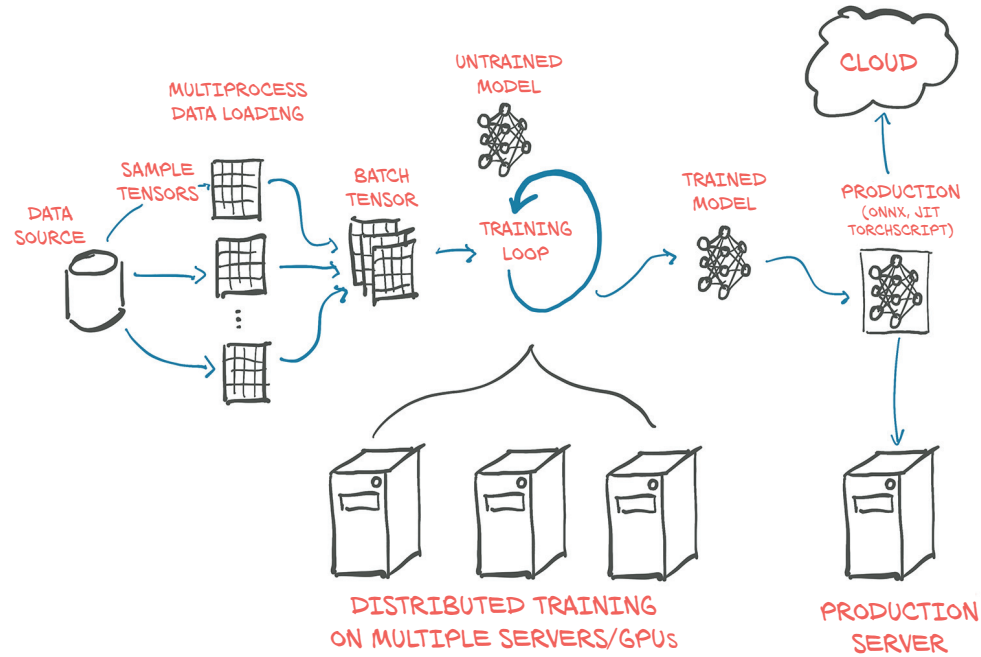 UNTRAINED
MODEL
CLOUD
MULTIPROCESS
DATA LOADING
SAMPLE
TENSORS
BATCH
TENSOR
TRAINED
MODEL
PRODUCTION
(ONNX, JIT
TORCHSCRIPT)
DATA
SOURCE
TRAINING
LOOP
DISTRIBUTED TRAINING
ON MULTIPLE SERVERS/GPUs
PRODUCTION
SERVER